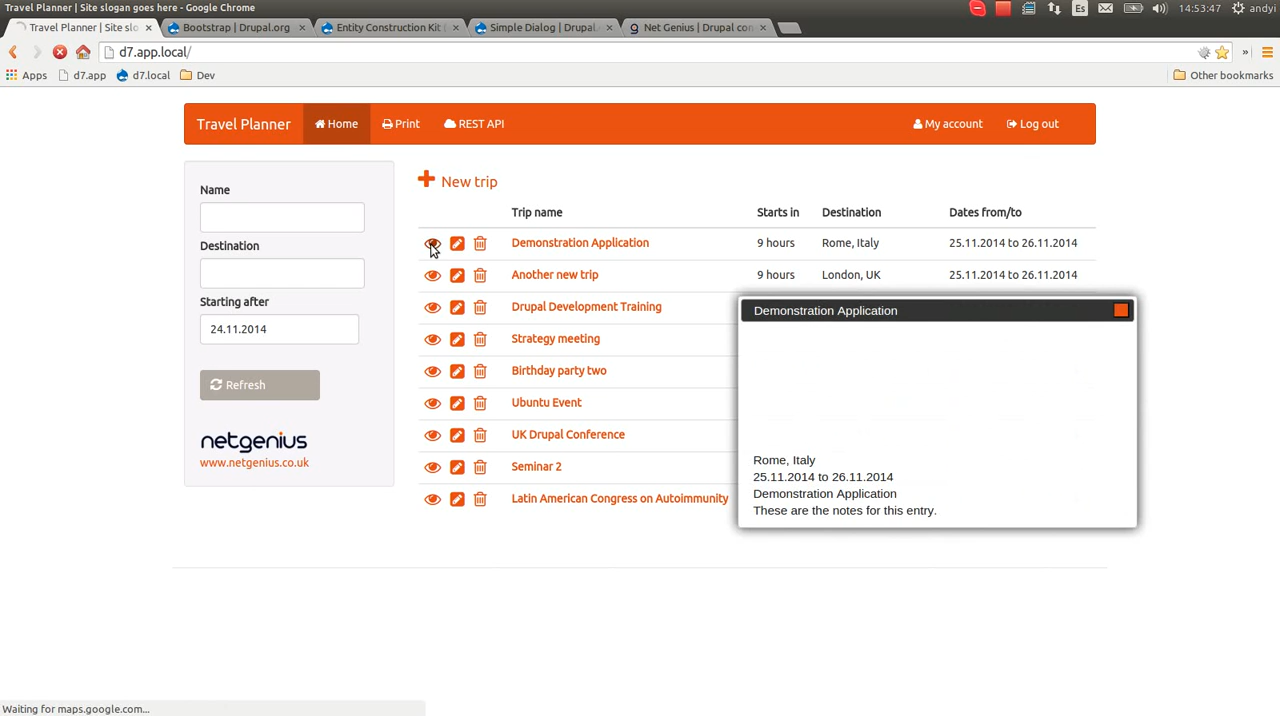 Travel Planner | Site slogan goes here - Google Chrome
Es 14:53:47 andyi
Travel Planner | Site slo × Bootstrap | Drupal.org × Entity Construction Kit | × Simple Dialog | Drupal. × Net Genius | Drupal con ×
d7.app.local/ »
Apps d7.app d7.local Dev Other bookmarks
Travel Planner Home Print REST API My account Log out
Name
Destination
Starting after
24.11.2014
Refresh
netgenius
www.netgenius.co.uk
New trip
Trip name Starts in Destination Dates from/to
Demonstration Application 9 hours Rome, Italy 25.11.2014 to 26.11.2014
Another new trip 9 hours London, UK 25.11.2014 to 26.11.2014
Drupal Development Training
Strategy meeting
Birthday party two
Ubuntu Event
UK Drupal Conference
Seminar 2
Latin American Congress on Autoimmunity
Demonstration Application
Rome, Italy
25.11.2014 to 26.11.2014
Demonstration Application
These are the notes for this entry.
Waiting for maps.google.com...